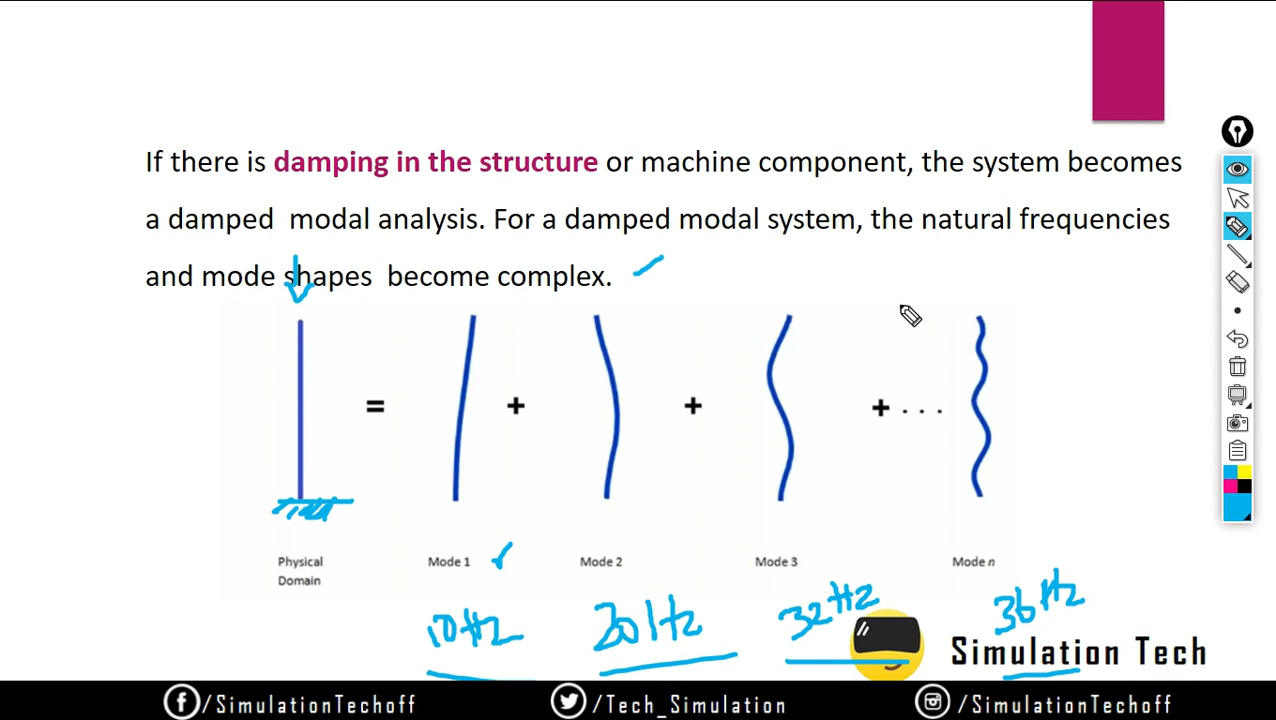 If there is damping in the structure or machine component, the system becomes
a damped modal analysis. For a damped modal system, the natural frequencies
and mode shapes become complex.
= + + + ...
Physical Domain
Mode 1
Mode 2
Mode 3
Mode n
10Hz
20Hz
32Hz
36Hz
Simulation Tech
/SimulationTechoff
/Tech_Simulation
/SimulationTechoff